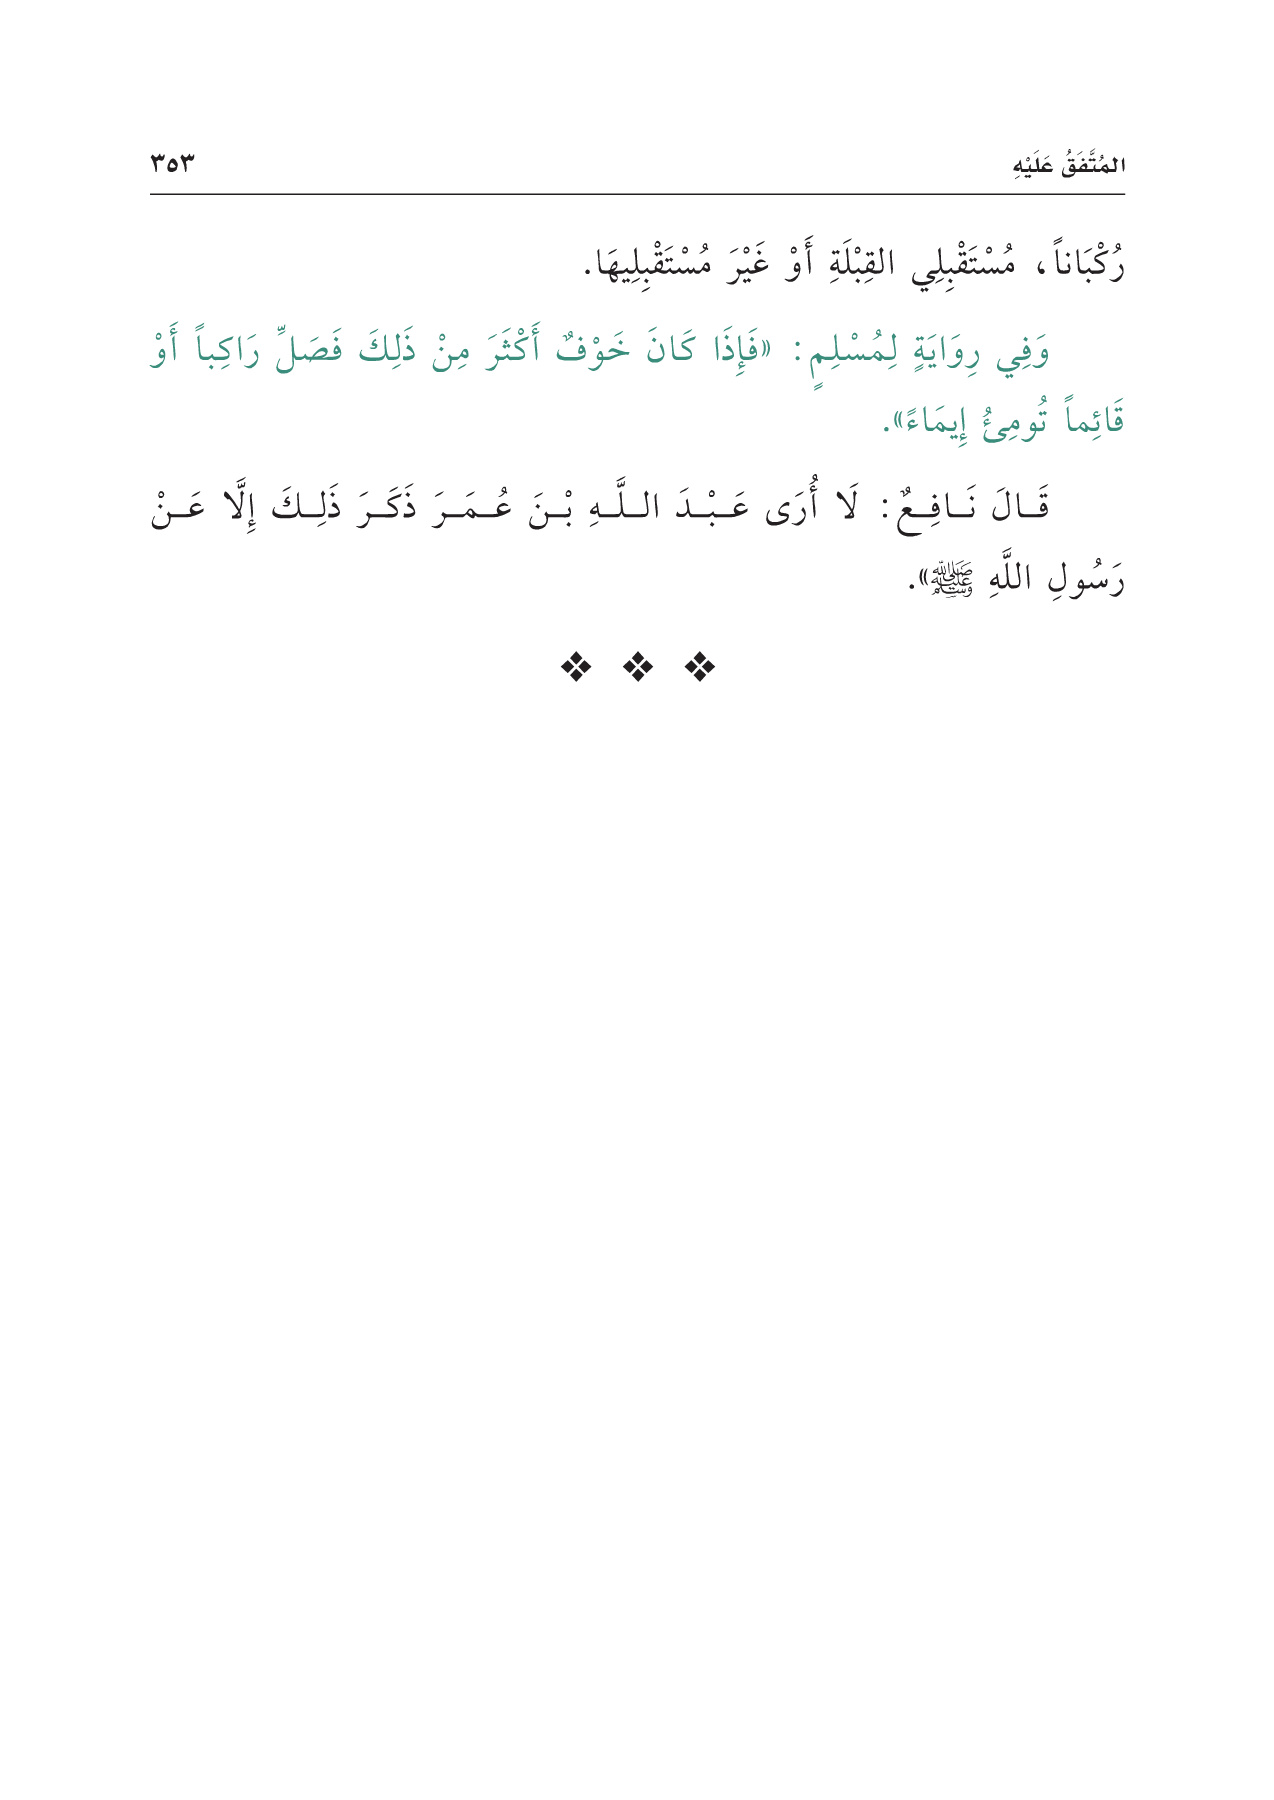 المُتَّفَقُ عَلَيْهِ ٣٥٣
رُكْبَاناً، مُسْتَقْبِلِي القِبْلَةِ أَوْ غَيْرَ مُسْتَقْبِلِيهَا.
وَفِي رِوَايَةٍ لِمُسْلِمٍ: «فَإِذَا كَانَ خَوْفٌ أَكْثَرَ مِنْ ذَلِكَ فَصَلِّ رَاكِباً أَوْ
قَائِماً تُومِئُ إِيمَاءً».
قَالَ نَافِعٌ: لَا أُرَى عَبْدَ اللَّهِ بْنَ عُمَرَ ذَكَرَ ذَلِكَ إِلَّا عَنْ
رَسُولِ اللَّهِ ﷺ».
❖ ❖ ❖